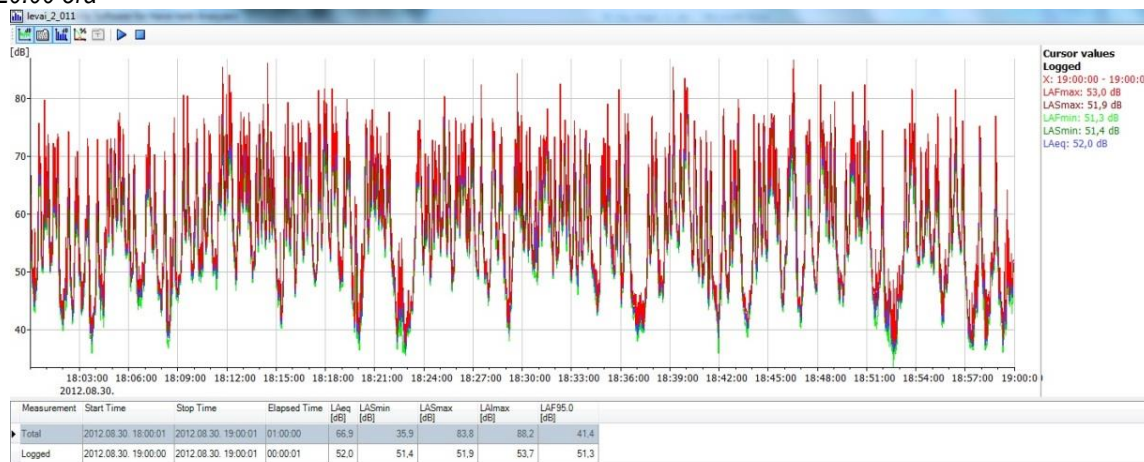 levai_2_011
[dB]
80
70
60
50
40
18:03:00 18:06:00 18:09:00 18:12:00 18:15:00 18:18:00 18:21:00 18:24:00 18:27:00 18:30:00 18:33:00 18:36:00 18:39:00 18:42:00 18:45:00 18:48:00 18:51:00 18:54:00 18:57:00 19:00:0
2012.08.30.
Cursor values
Logged
X: 19:00:00 - 19:00:0
LAFmax: 53,0 dB
LASmax: 51,9 dB
LAFmin: 51,3 dB
LASmin: 51,4 dB
LAeq: 52,0 dB
Measurement Start Time Stop Time Elapsed Time LAeq [dB] LASmin [dB] LASmax [dB] LAImax [dB] LAF95.0 [dB]
Total 2012.08.30. 18:00:01 2012.08.30. 19:00:01 01:00:00 66,9 35,9 83,8 88,2 41,4
Logged 2012.08.30. 19:00:00 2012.08.30. 19:00:01 00:00:01 52,0 51,4 51,9 53,7 51,3